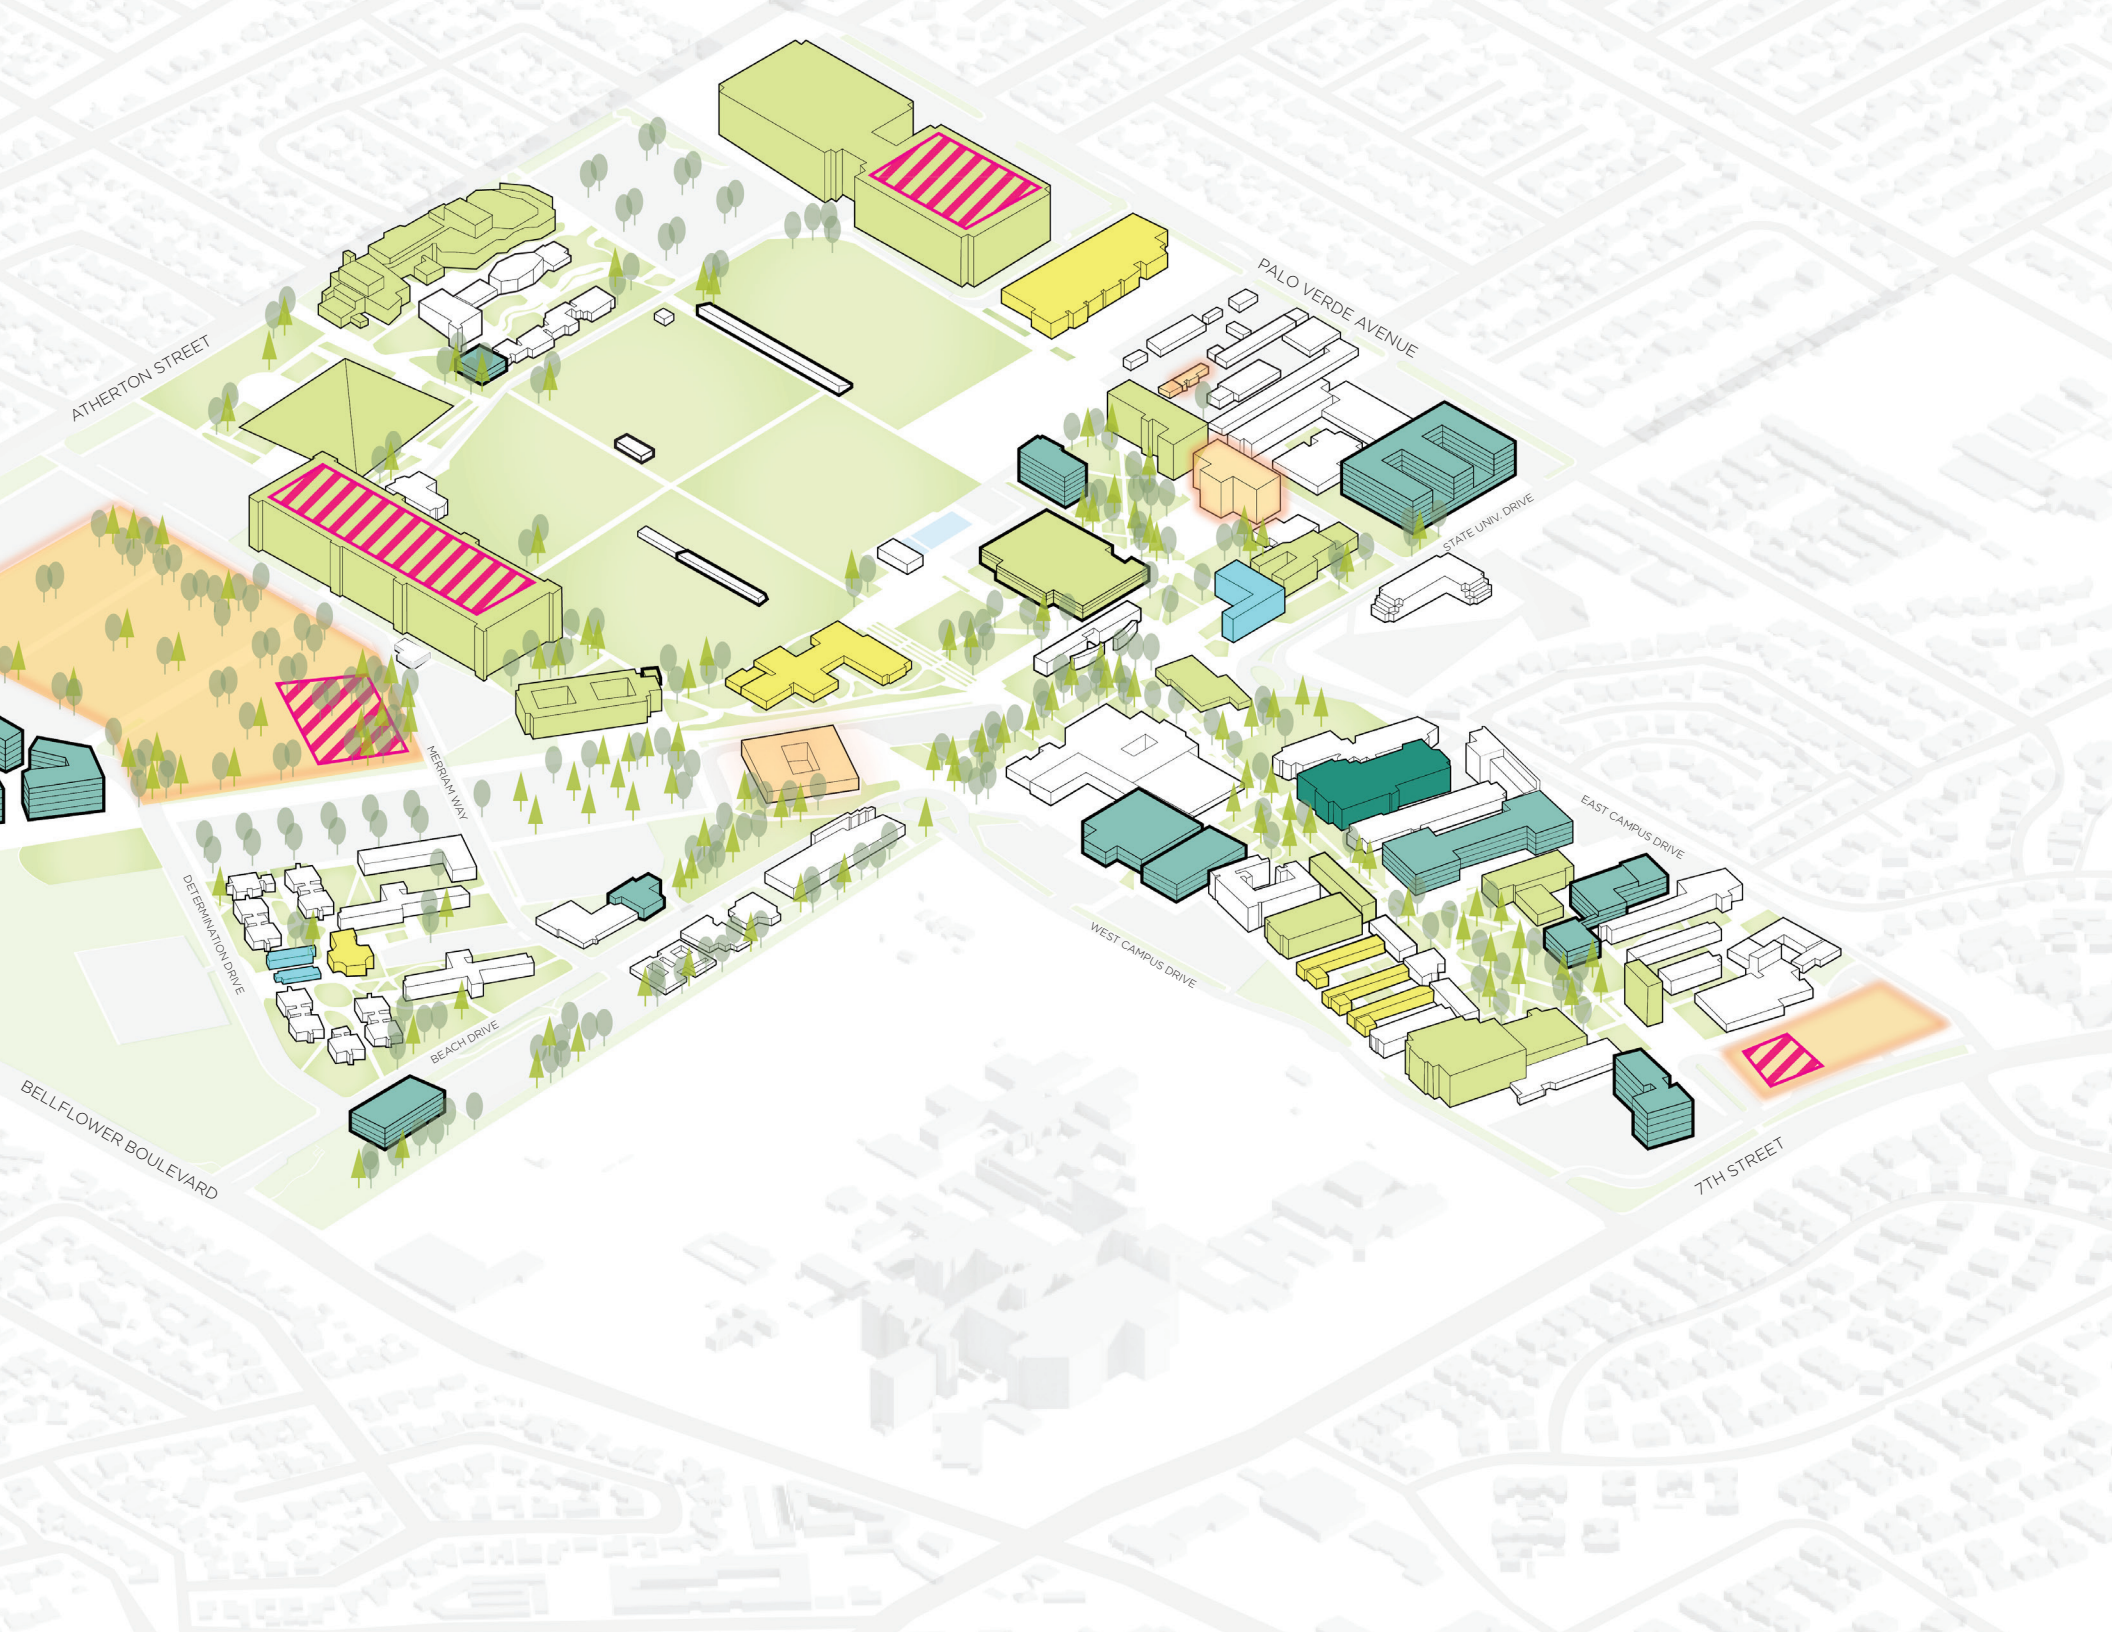 PALO VERDE AVENUE
ATHERTON STREET
STATE UNIV. DRIVE
MERRIAM WAY
EAST CAMPUS DRIVE
DETERMINATION DRIVE
WEST CAMPUS DRIVE
BEACH DRIVE
BELLFLOWER BOULEVARD
7TH STREET